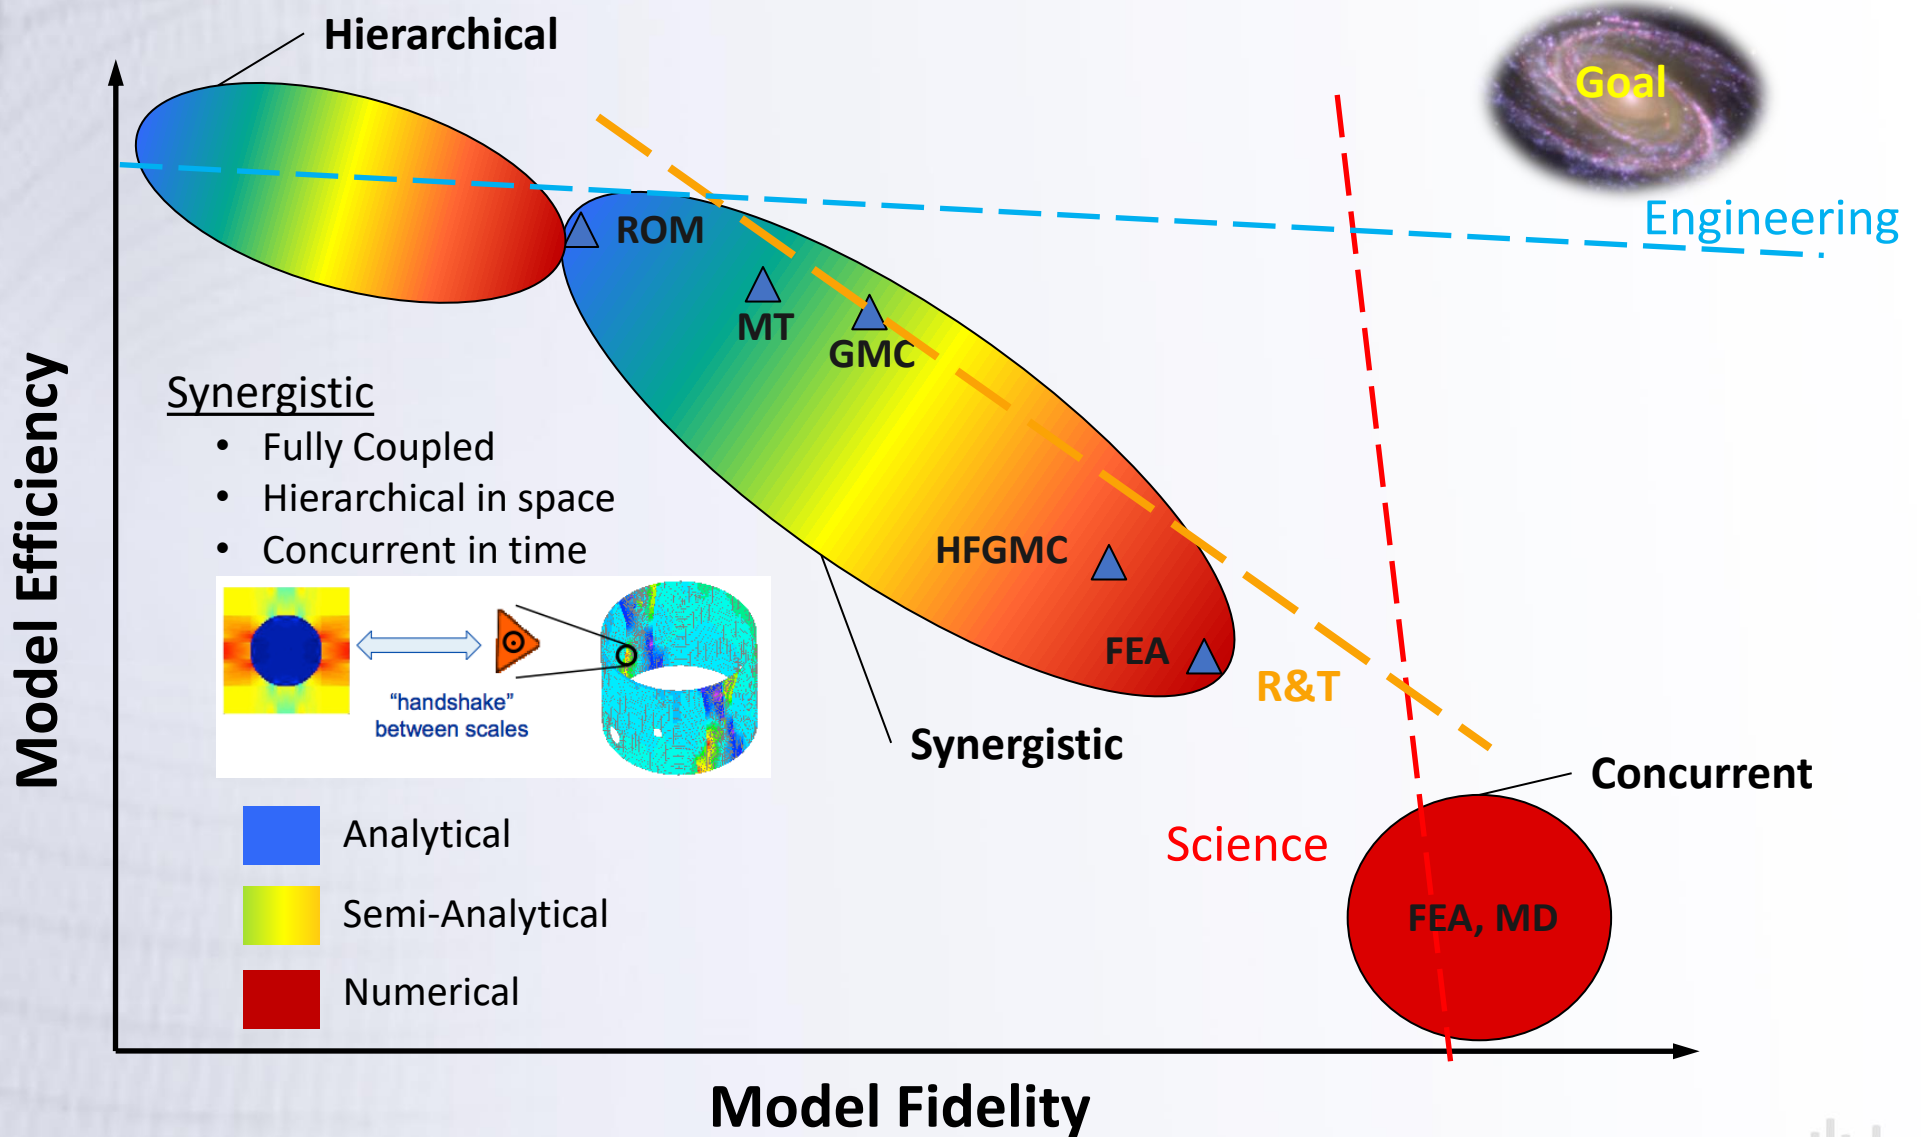 Hierarchical
Goal
Engineering
ROM
MT
GMC
Synergistic
• Fully Coupled
• Hierarchical in space
• Concurrent in time
HFGMC
FEA
"handshake"
between scales
R&T
Synergistic
Concurrent
Analytical
Science
Semi-Analytical
FEA, MD
Numerical
Model Efficiency
Model Fidelity